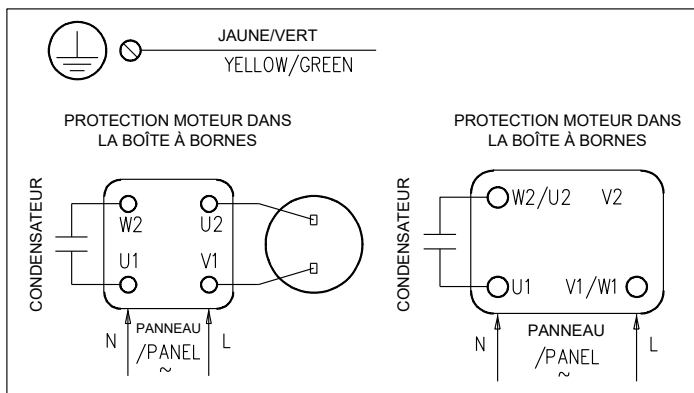 JAUNE/VERT
YELLOW/GREEN
PROTECTION MOTEUR DANS
LA BOÎTE À BORNES
CONDENSATEUR
W2 U2
U1 V1
N PANNEAU L
/PANEL
~
PROTECTION MOTEUR DANS
LA BOÎTE À BORNES
CONDENSATEUR
W2/U2 V2
U1 V1/W1
N PANNEAU L
/PANEL
~